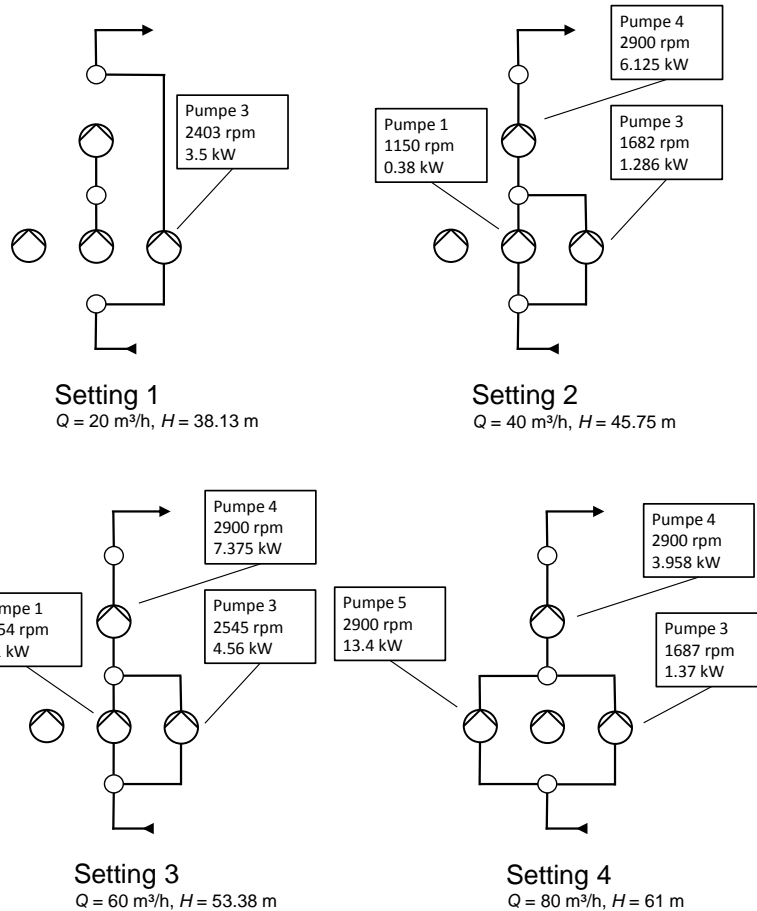 Pumpe 3
2403 rpm
3.5 kW
Pumpe 4
2900 rpm
6.125 kW
Pumpe 1
1150 rpm
0.38 kW
Pumpe 3
1682 rpm
1.286 kW
Setting 1
Q = 20 m³/h, H = 38.13 m
Setting 2
Q = 40 m³/h, H = 45.75 m
Pumpe 4
2900 rpm
7.375 kW
1
rpm
kW
Pumpe 3
2545 rpm
4.56 kW
Setting 3
Q = 60 m³/h, H = 53.38 m
Pumpe 4
2900 rpm
3.958 kW
Pumpe 5
2900 rpm
13.4 kW
Pumpe 3
1687 rpm
1.37 kW
Setting 4
Q = 80 m³/h, H = 61 m